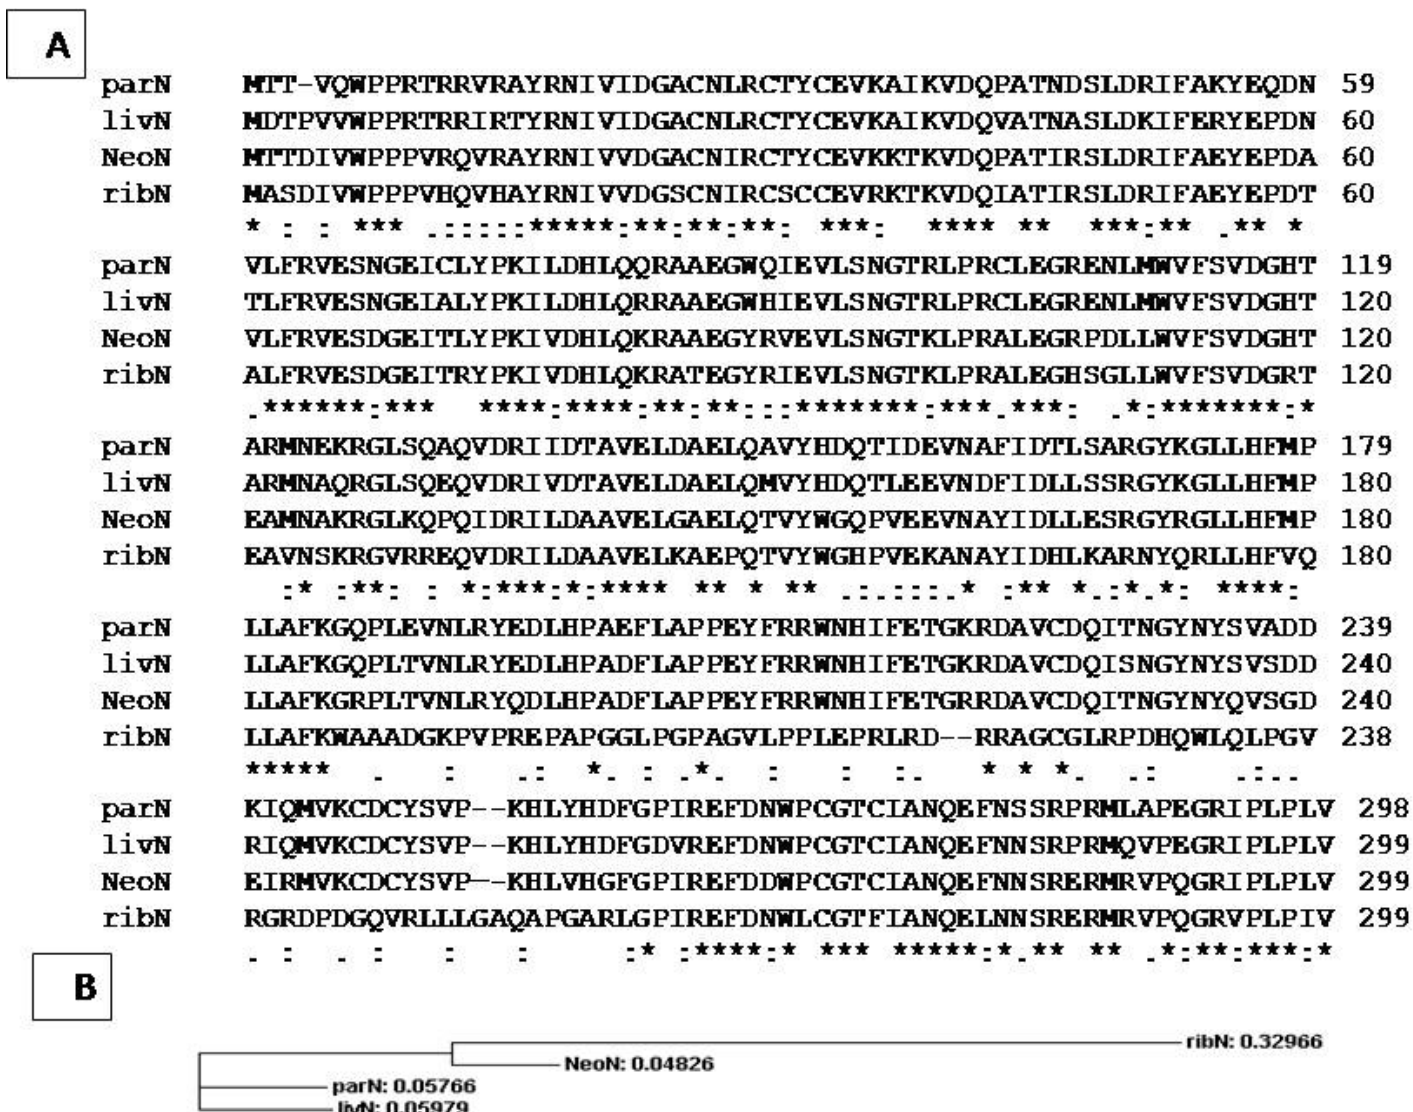 A
parN MTT-VQWPPRTRRVRAYRNIVIDGACNLRCTYCEVKAIKVDQPATNDSLDRIFAKYEQDN 59
livN MDTPVVWPPRTRRIRTYRNIVIDGACNLRCTYCEVKAIKVDQVATNASLDKIFERYEPDN 60
NeoN MTTDIVWPPPVRQVRAYRNIVVDGACNIRCTYCEVKKTKVDQPATIRSLDRIFAEYEPDA 60
ribN MASDIVWPPPVHQVHAYRNIVVDGSCNIRCSCCEVRKTKVDQIATIRSLDRIFAEYEPDT 60
* : : *** .:::::*****:**:**:**: ***: **** ** ***:** .** *
parN VLFRVESNGEICLYPKILDHLQQRAAEGWQIEVLSNGTRLPRCLEGRENLMWVFSVDGHT 119
livN TLFRVESNGEIALYPKILDHLQRRAAEGWHIEVLSNGTRLPRCLEGRENLMWVFSVDGHT 120
NeoN VLFRVESDGEITLYPKIVDHLQKRAAEGYRVEVLSNGTKLPRALEGRPDLLWVFSVDGHT 120
ribN ALFRVESDGEITRYPKIVDHLQKRATEGYRIEVLSNGTKLPRALEGHSGLLWVFSVDGRT 120
.******:*** ****:****:**:**:::*******:***.***: .*:*******:*
parN ARMNEKRGLSQAQVDRIIDTAVELDAELQAVYHDQTIDEVNAFIDTLSARGYKGLLHFMP 179
livN ARMNAQRGLSQEQVDRIVDTAVELDAELQMVYHDQTLEEVNDFIDLLSSRGYKGLLHFMP 180
NeoN EAMNAKRGLKQPQIDRILDAAVELGAELQTVYWGQPVEEVNAYIDLLESRGYRGLLHFMP 180
ribN EAVNSKRGVRREQVDRILDAAVELKAEPQTVYWGHPVEKANAYIDHLKARNYQRLLHFVQ 180
:* :**: : *:***:*:**** ** * ** .:.::::.* :** *.:*.*: ****:
parN LLAFKGQPLEVNLRYEDLHPAEFLAPPEYFRRWNHIFETGKRDAVCDQITNGYNYSVADD 239
livN LLAFKGQPLTVNLRYEDLHPADFLAPPEYFRRWNHIFETGKRDAVCDQISNGYNYSVSDD 240
NeoN LLAFKGRPLTVNLRYQDLHPADFLAPPEYFRRWNHIFETGRRDAVCDQITNGYNYQVSGD 240
ribN LLAFKWAAADGKPVPREPAPGGLPGPAGVLPPLEPRLRD--RRAGCGLRPDHQWLQLPGV 238
***** . : .: *. : .*. : : :. * * *. .: .:..
parN KIQMVKCDCYSVP--KHLYHDFGPIREFDNWPCGTCIANQEFNSSRPRMLAPEGRIPLPLV 298
livN RIQMVKCDCYSVP--KHLYHDFGDVREFDNWPCGTCIANQEFNNSRPRMQVPEGRIPLPLV 299
NeoN EIRMVKCDCYSVP--KHLVHGFGPIREFDDWPCGTCIANQEFNNSRERMRVPQGRIPLPLV 299
ribN RGRDPDGQVRLLLGAQAPGARLGPIREFDNWLCGTFIANQELNNSRERMRVPQGRVPLPIV 299
. : . : : : :* :****:* *** *****:*.** ** .*:**:***:*
B
ribN: 0.32966
NeoN: 0.04826
parN: 0.05766
livN: 0.05979